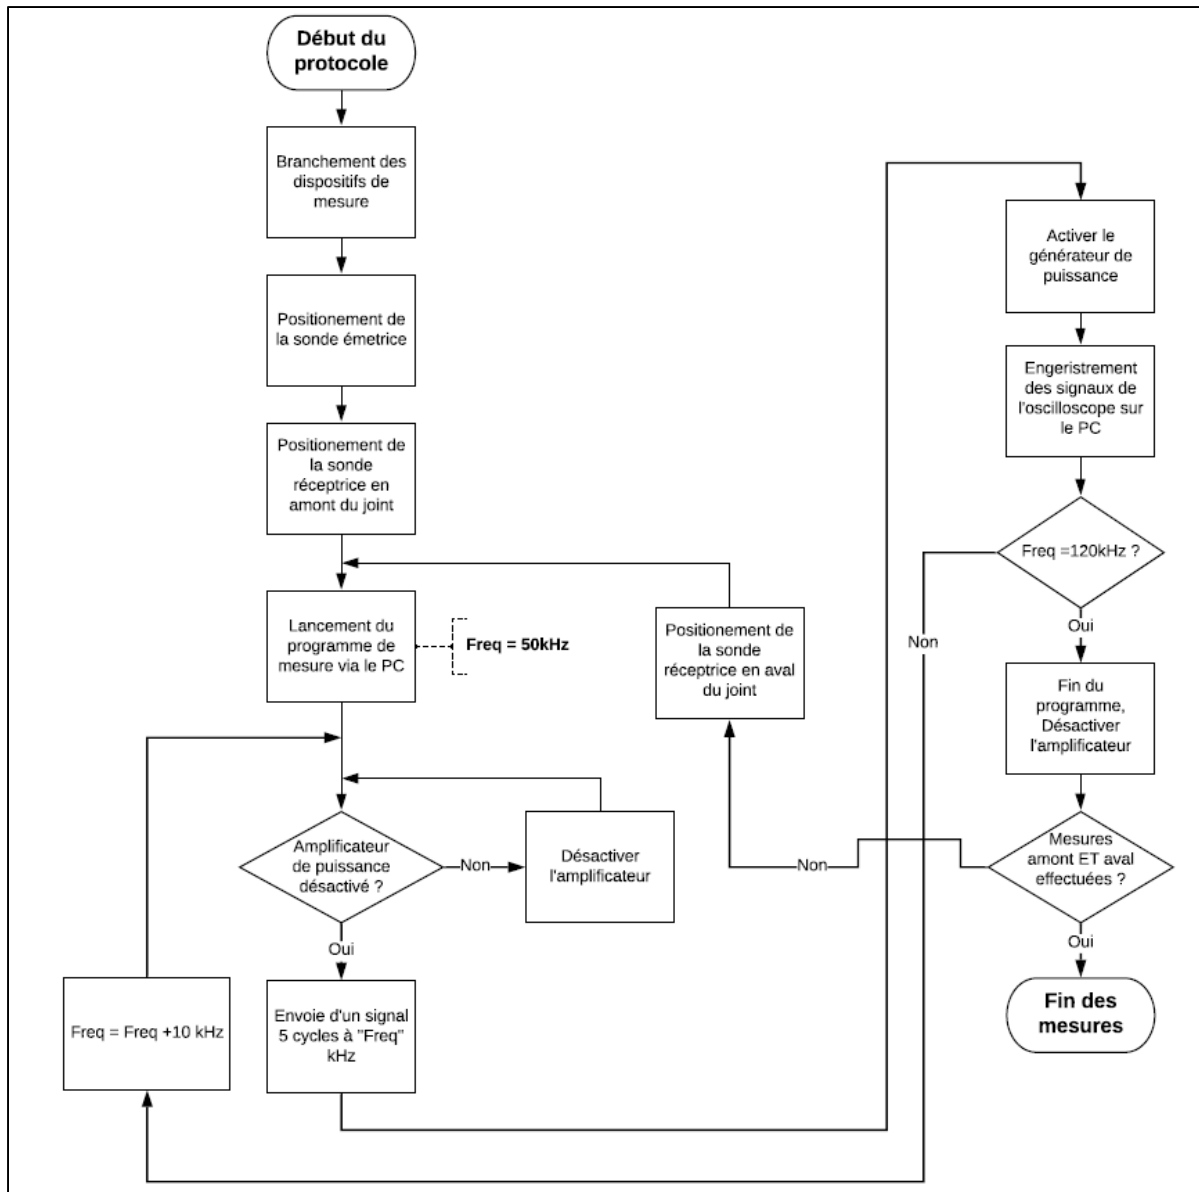 Début du
protocole
Branchement des
dispositifs de
mesure
Positionement de
la sonde émetrice
Positionement de
la sonde
réceptrice en
amont du joint
Lancement du
programme de
mesure via le PC
Freq = 50kHz
Amplificateur
de puissance
désactivé ?
Non
Désactiver
l'amplificateur
Oui
Envoie d'un signal
5 cycles à "Freq"
kHz
Freq = Freq +10 kHz
Positionement de
la sonde
réceptrice en aval
du joint
Activer le
générateur de
puissance
Engeristrement
des signaux de
l'oscilloscope sur
le PC
Freq =120kHz ?
Non
Oui
Fin du
programme,
Désactiver
l'amplificateur
Mesures
amont ET aval
effectuées ?
Non
Oui
Fin des
mesures